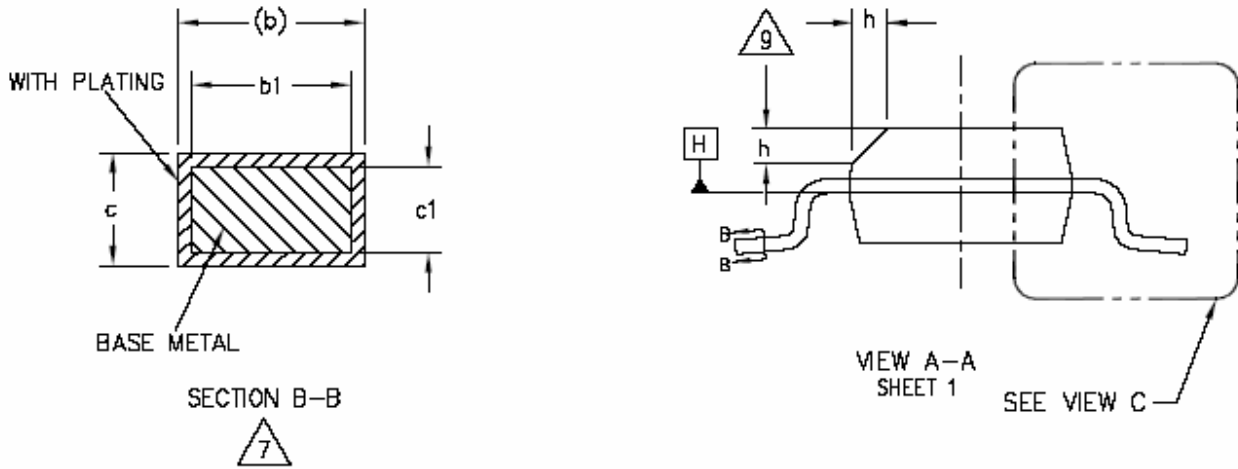 (b)
WITH PLATING
b1
c
c1
BASE METAL
SECTION B-B
7
h
9
H
h
B
B
VIEW A-A
SHEET 1
SEE VIEW C